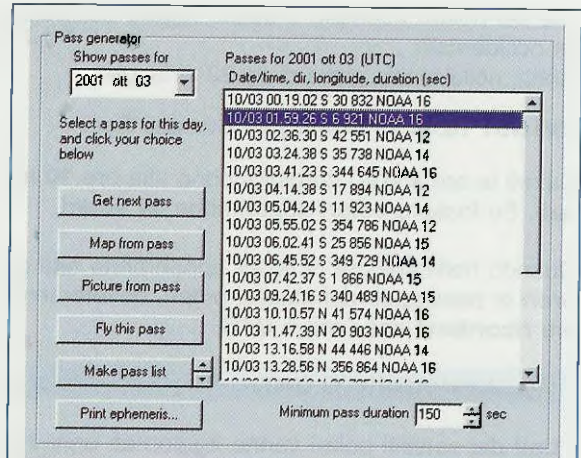 Pass generator
Show passes for
2001 ott 03
Select a pass for this day,
and click your choice
below
Get next pass
Map from pass
Picture from pass
Fly this pass
Make pass list
Print ephemeris...
Passes for 2001 ott 03 (UTC)
Date/time, dir, longitude, duration (sec)
10/03 00.19.02 S 30 832 NOAA 16
10/03 01.59.26 S 6 921 NOAA 16
10/03 02.36.30 S 42 551 NOAA 12
10/03 03.24.38 S 35 738 NOAA 14
10/03 03.41.23 S 344 645 NOAA 16
10/03 04.14.38 S 17 894 NOAA 12
10/03 05.04.24 S 11 923 NOAA 14
10/03 05.55.02 S 354 786 NOAA 12
10/03 06.02.41 S 25 856 NOAA 15
10/03 06.45.52 S 349 729 NOAA 14
10/03 07.42.37 S 1 866 NOAA 15
10/03 09.24.16 S 340 489 NOAA 15
10/03 10.10.57 N 41 574 NOAA 16
10/03 11.47.39 N 20 903 NOAA 16
10/03 13.16.58 N 44 446 NOAA 14
10/03 13.28.56 N 356 864 NOAA 16
Minimum pass duration 150 sec